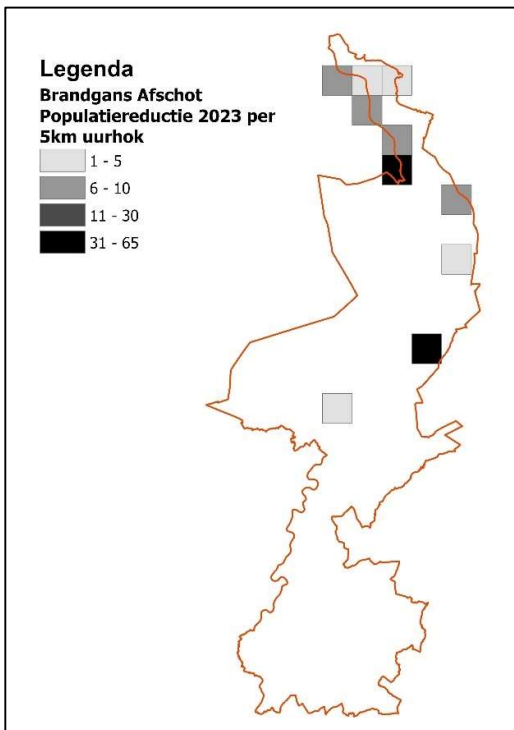 Legenda
Brandgans Afschot
Populatiereductie 2023 per
5km uurhok
1 - 5
6 - 10
11 - 30
31 - 65